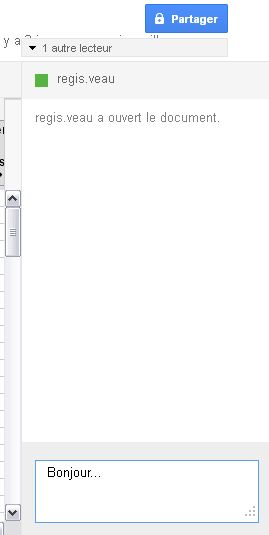 Partager
y a
1 autre lecteur
regis.veau
regis.veau a ouvert le document.
Bonjour...